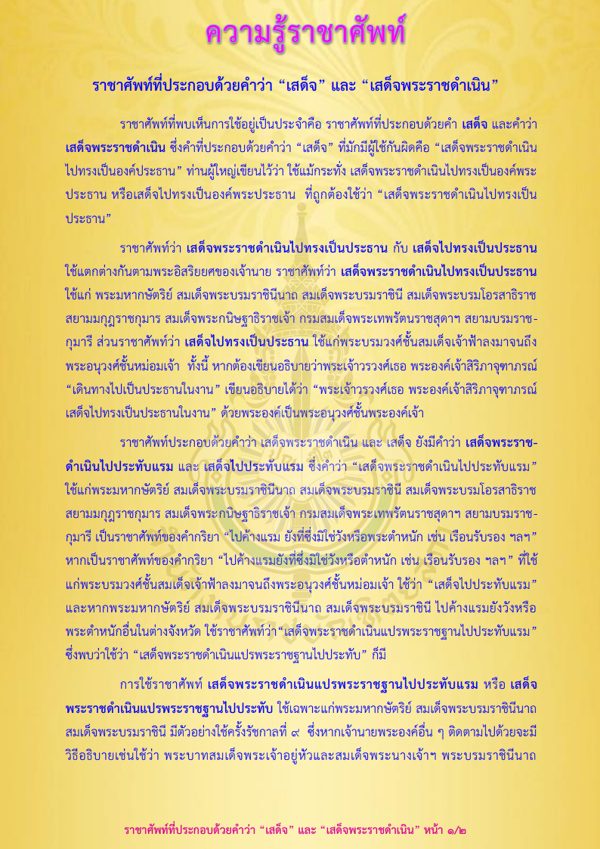 ความรู้ราชาศัพท์
ราชาศัพท์ที่ประกอบด้วยคำว่า “เสด็จ” และ “เสด็จพระราชดำเนิน”
ราชาศัพท์ที่พบเห็นการใช้อยู่เป็นประจำคือ ราชาศัพท์ที่ประกอบด้วยคำ เสด็จ และคำว่า
เสด็จพระราชดำเนิน ซึ่งคำที่ประกอบด้วยคำว่า “เสด็จ” ที่มักมีผู้ใช้กันผิดคือ “เสด็จพระราชดำเนิน
ไปทรงเป็นองค์ประธาน” ท่านผู้ใหญ่เขียนไว้ว่า ใช้แม้กระทั่ง เสด็จพระราชดำเนินไปทรงเป็นองค์พระ
ประธาน หรือเสด็จไปทรงเป็นองค์พระประธาน ที่ถูกต้องใช้ว่า “เสด็จพระราชดำเนินไปทรงเป็น
ประธาน”
ราชาศัพท์ว่า เสด็จพระราชดำเนินไปทรงเป็นประธาน กับ เสด็จไปทรงเป็นประธาน
ใช้แตกต่างกันตามพระอิสริยยศของเจ้านาย ราชาศัพท์ว่า เสด็จพระราชดำเนินไปทรงเป็นประธาน
ใช้แก่ พระมหากษัตริย์ สมเด็จพระบรมราชินีนาถ สมเด็จพระบรมราชินี สมเด็จพระบรมโอรสาธิราช
สยามมกุฎราชกุมาร สมเด็จพระกนิษฐาธิราชเจ้า กรมสมเด็จพระเทพรัตนราชสุดาฯ สยามบรมราช-
กุมารี ส่วนราชาศัพท์ว่า เสด็จไปทรงเป็นประธาน ใช้แก่พระบรมวงศ์ชั้นสมเด็จเจ้าฟ้าลงมาจนถึง
พระอนุวงศ์ชั้นหม่อมเจ้า ทั้งนี้ หากต้องเขียนอธิบายว่าพระเจ้าวรวงศ์เธอ พระองค์เจ้าสิริภาจุฑาภรณ์
“เดินทางไปเป็นประธานในงาน” เขียนอธิบายได้ว่า “พระเจ้าวรวงศ์เธอ พระองค์เจ้าสิริภาจุฑาภรณ์
เสด็จไปทรงเป็นประธานในงาน” ด้วยพระองค์เป็นพระอนุวงศ์ชั้นพระองค์เจ้า
ราชาศัพท์ประกอบด้วยคำว่า เสด็จพระราชดำเนิน และ เสด็จ ยังมีคำว่า เสด็จพระราช-
ดำเนินไปประทับแรม และ เสด็จไปประทับแรม ซึ่งคำว่า “เสด็จพระราชดำเนินไปประทับแรม”
ใช้แก่พระมหากษัตริย์ สมเด็จพระบรมราชินีนาถ สมเด็จพระบรมราชินี สมเด็จพระบรมโอรสาธิราช
สยามมกุฎราชกุมาร สมเด็จพระกนิษฐาธิราชเจ้า กรมสมเด็จพระเทพรัตนราชสุดาฯ สยามบรมราช-
กุมารี เป็นราชาศัพท์ของคำกริยา “ไปค้างแรม ยังที่ซึ่งมิใช่วังหรือพระตำหนัก เช่น เรือนรับรอง ฯลฯ”
หากเป็นราชาศัพท์ของคำกริยา “ไปค้างแรมยังที่ซึ่งมิใช่วังหรือตำหนัก เช่น เรือนรับรอง ฯลฯ” ที่ใช้
แก่พระบรมวงศ์ชั้นสมเด็จเจ้าฟ้าลงมาจนถึงพระอนุวงศ์ชั้นหม่อมเจ้า ใช้ว่า “เสด็จไปประทับแรม”
และหากพระมหากษัตริย์ สมเด็จพระบรมราชินีนาถ สมเด็จพระบรมราชินี ไปค้างแรมยังวังหรือ
พระตำหนักอื่นในต่างจังหวัด ใช้ราชาศัพท์ว่า“เสด็จพระราชดำเนินแปรพระราชฐานไปประทับแรม”
ซึ่งพบว่าใช้ว่า “เสด็จพระราชดำเนินแปรพระราชฐานไปประทับ” ก็มี
การใช้ราชาศัพท์ เสด็จพระราชดำเนินแปรพระราชฐานไปประทับแรม หรือ เสด็จ
พระราชดำเนินแปรพระราชฐานไปประทับ ใช้เฉพาะแก่พระมหากษัตริย์ สมเด็จพระบรมราชินีนาถ
สมเด็จพระบรมราชินี มีตัวอย่างใช้ครั้งรัชกาลที่ ๙ ซึ่งหากเจ้านายพระองค์อื่น ๆ ติดตามไปด้วยจะมี
วิธีอธิบายเช่นใช้ว่า พระบาทสมเด็จพระเจ้าอยู่หัวและสมเด็จพระนางเจ้าฯ พระบรมราชินีนาถ
ราชาศัพท์ที่ประกอบด้วยคำว่า “เสด็จ” และ “เสด็จพระราชดำเนิน” หน้า ๑/๒